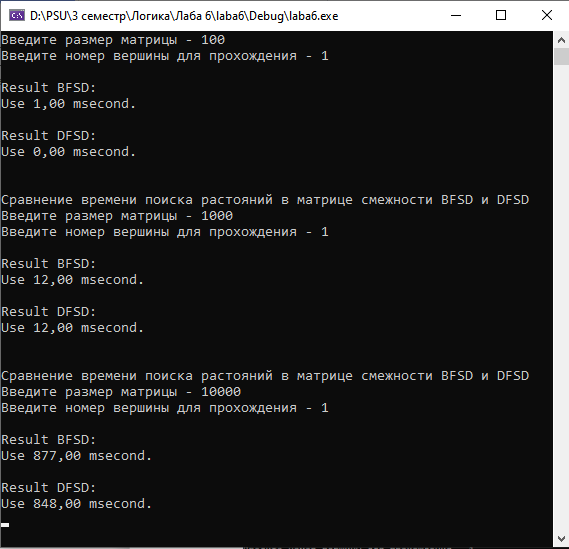 D:\PSU\3 семестр\Логика\Лаба 6\laba6\Debug\laba6.exe
Введите размер матрицы - 100
Введите номер вершины для прохождения - 1
Result BFSD:
Use 1,00 msecond.
Result DFSD:
Use 0,00 msecond.
Сравнение времени поиска растояний в матрице смежности BFSD и DFSD
Введите размер матрицы - 1000
Введите номер вершины для прохождения - 1
Result BFSD:
Use 12,00 msecond.
Result DFSD:
Use 12,00 msecond.
Сравнение времени поиска растояний в матрице смежности BFSD и DFSD
Введите размер матрицы - 10000
Введите номер вершины для прохождения - 1
Result BFSD:
Use 877,00 msecond.
Result DFSD:
Use 848,00 msecond.